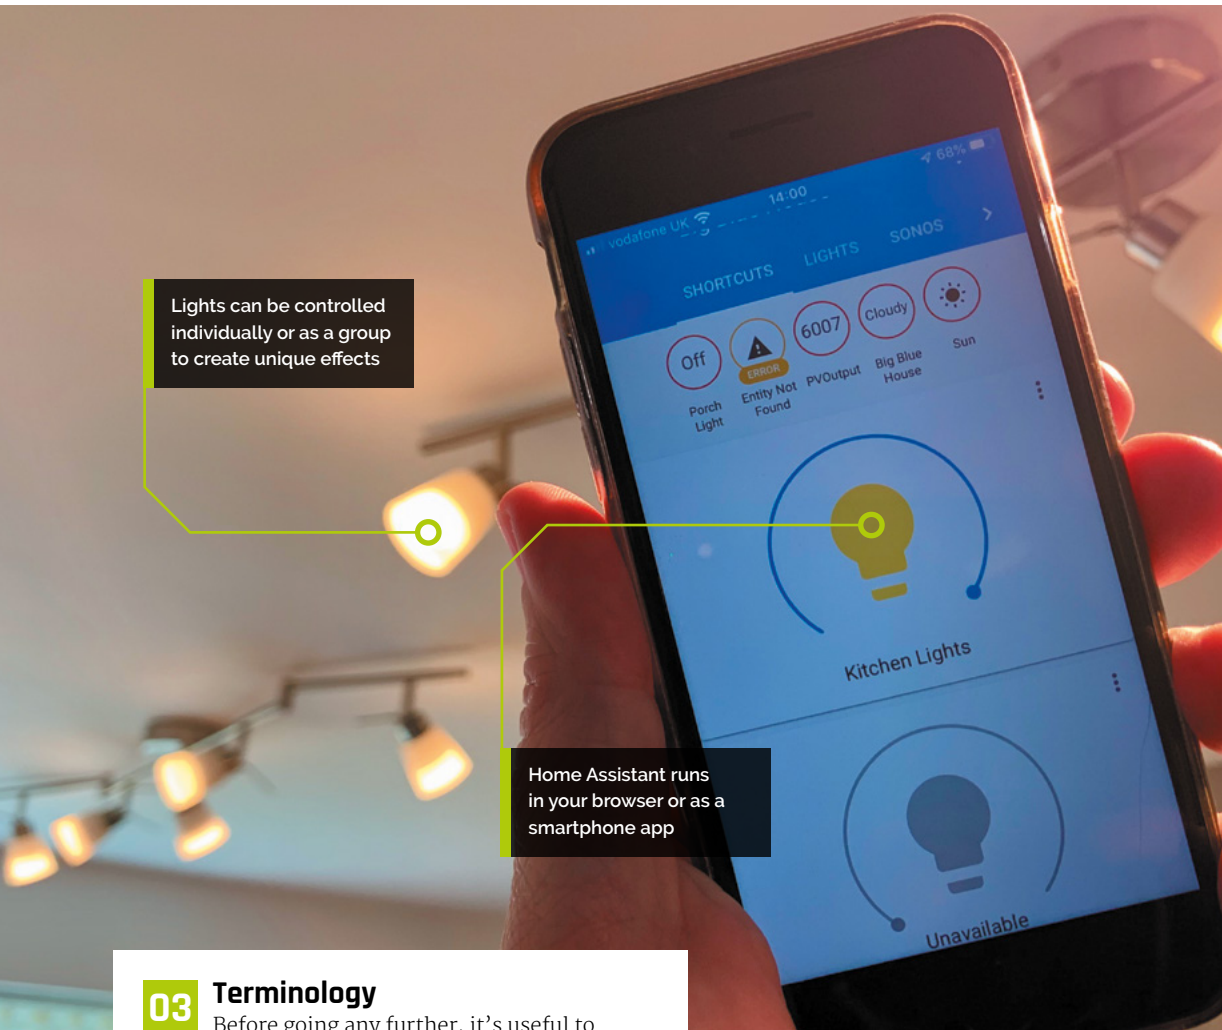 vodafone UK 14:00 68%
SHORTCUTS LIGHTS SONOS
Off
ERROR
6007
Cloudy
Porch
Light
Entity Not
Found
PVOutput
Big Blue
House
Sun
Kitchen Lights
Unavailable
Lights can be controlled
individually or as a group
to create unique effects
Home Assistant runs
in your browser or as a
smartphone app
03 Terminology
Before going any further, it's useful to